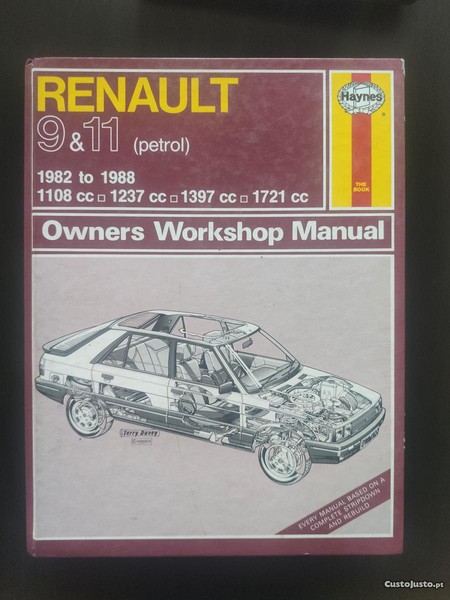 RENAULT
9 & 11 (petrol)
1982 to 1988
1108 cc □ 1237 cc □ 1397 cc □ 1721 cc
Haynes
®
THE
BOOK
Owners Workshop Manual
Terry Davey
EVERY MANUAL BASED ON A
COMPLETE STRIPDOWN
AND REBUILD
CustoJusto.pt